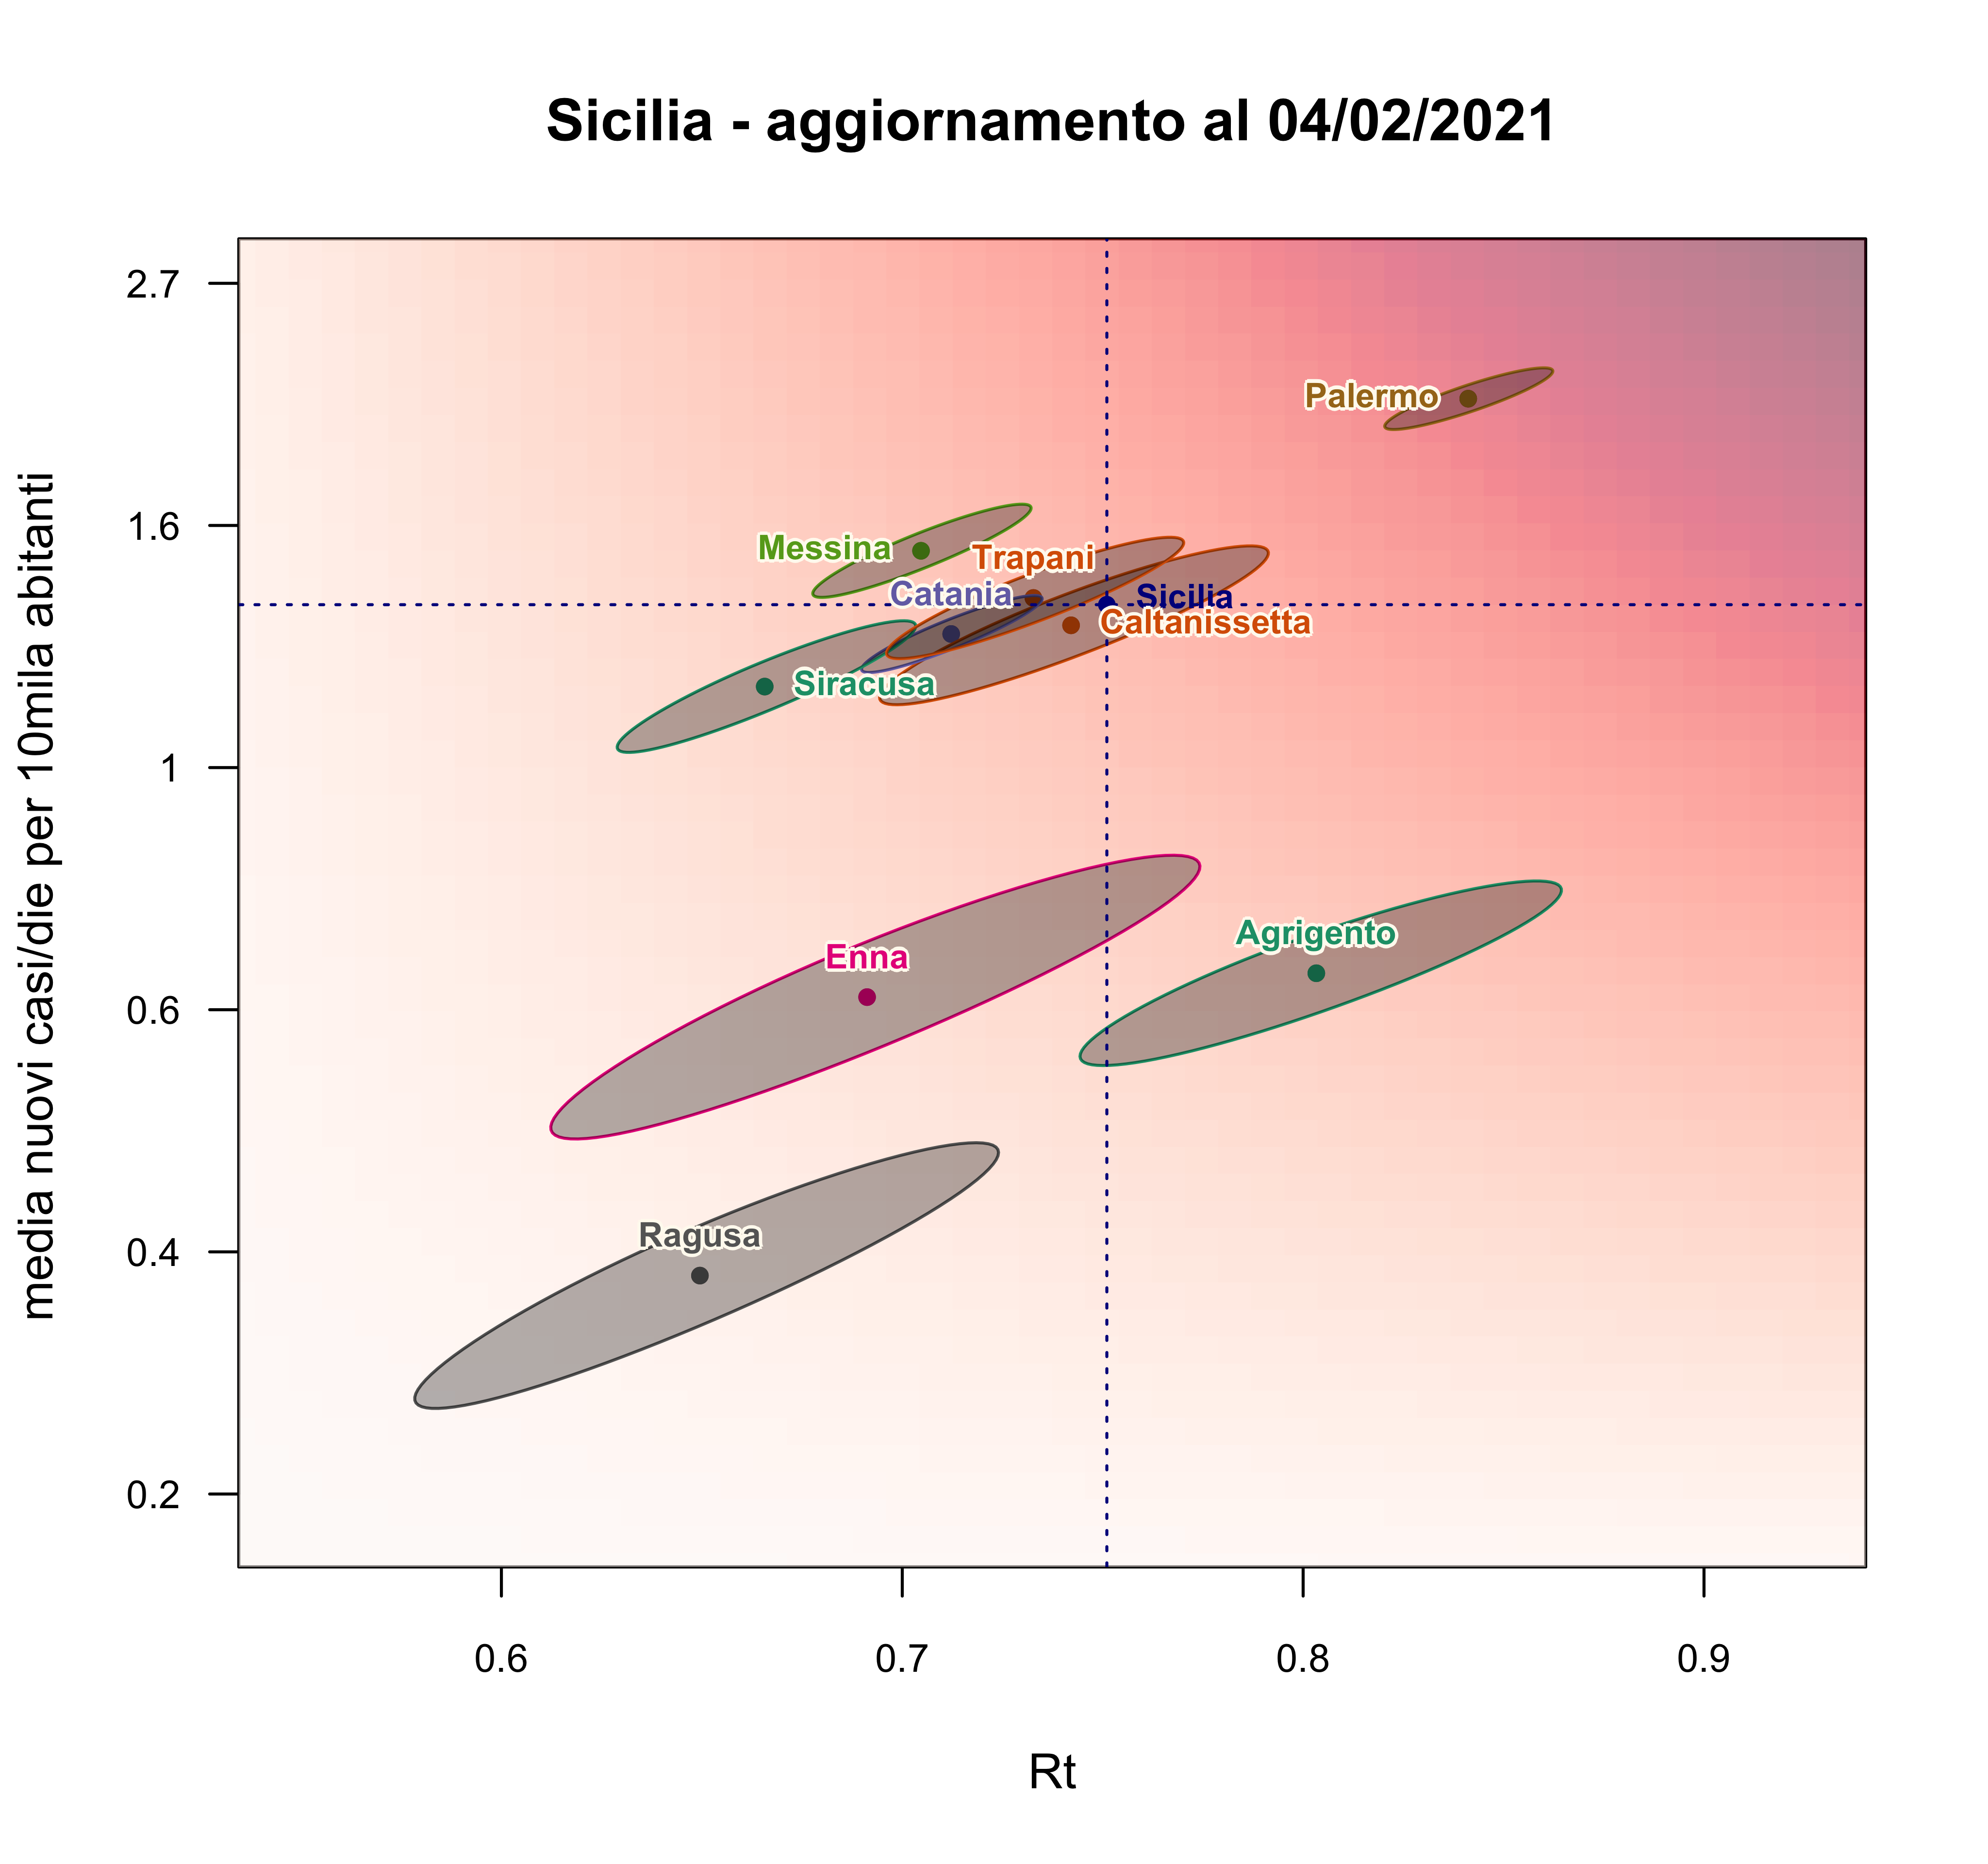 Sicilia - aggiornamento al 04/02/2021
media nuovi casi/die per 10mila abitanti
2.7
1.6
1
0.6
0.4
0.2
Palermo
Messina
Trapani
Catania
Sicilia
Caltanissetta
Siracusa
Agrigento
Enna
Ragusa
0.6
0.7
0.8
0.9
Rt